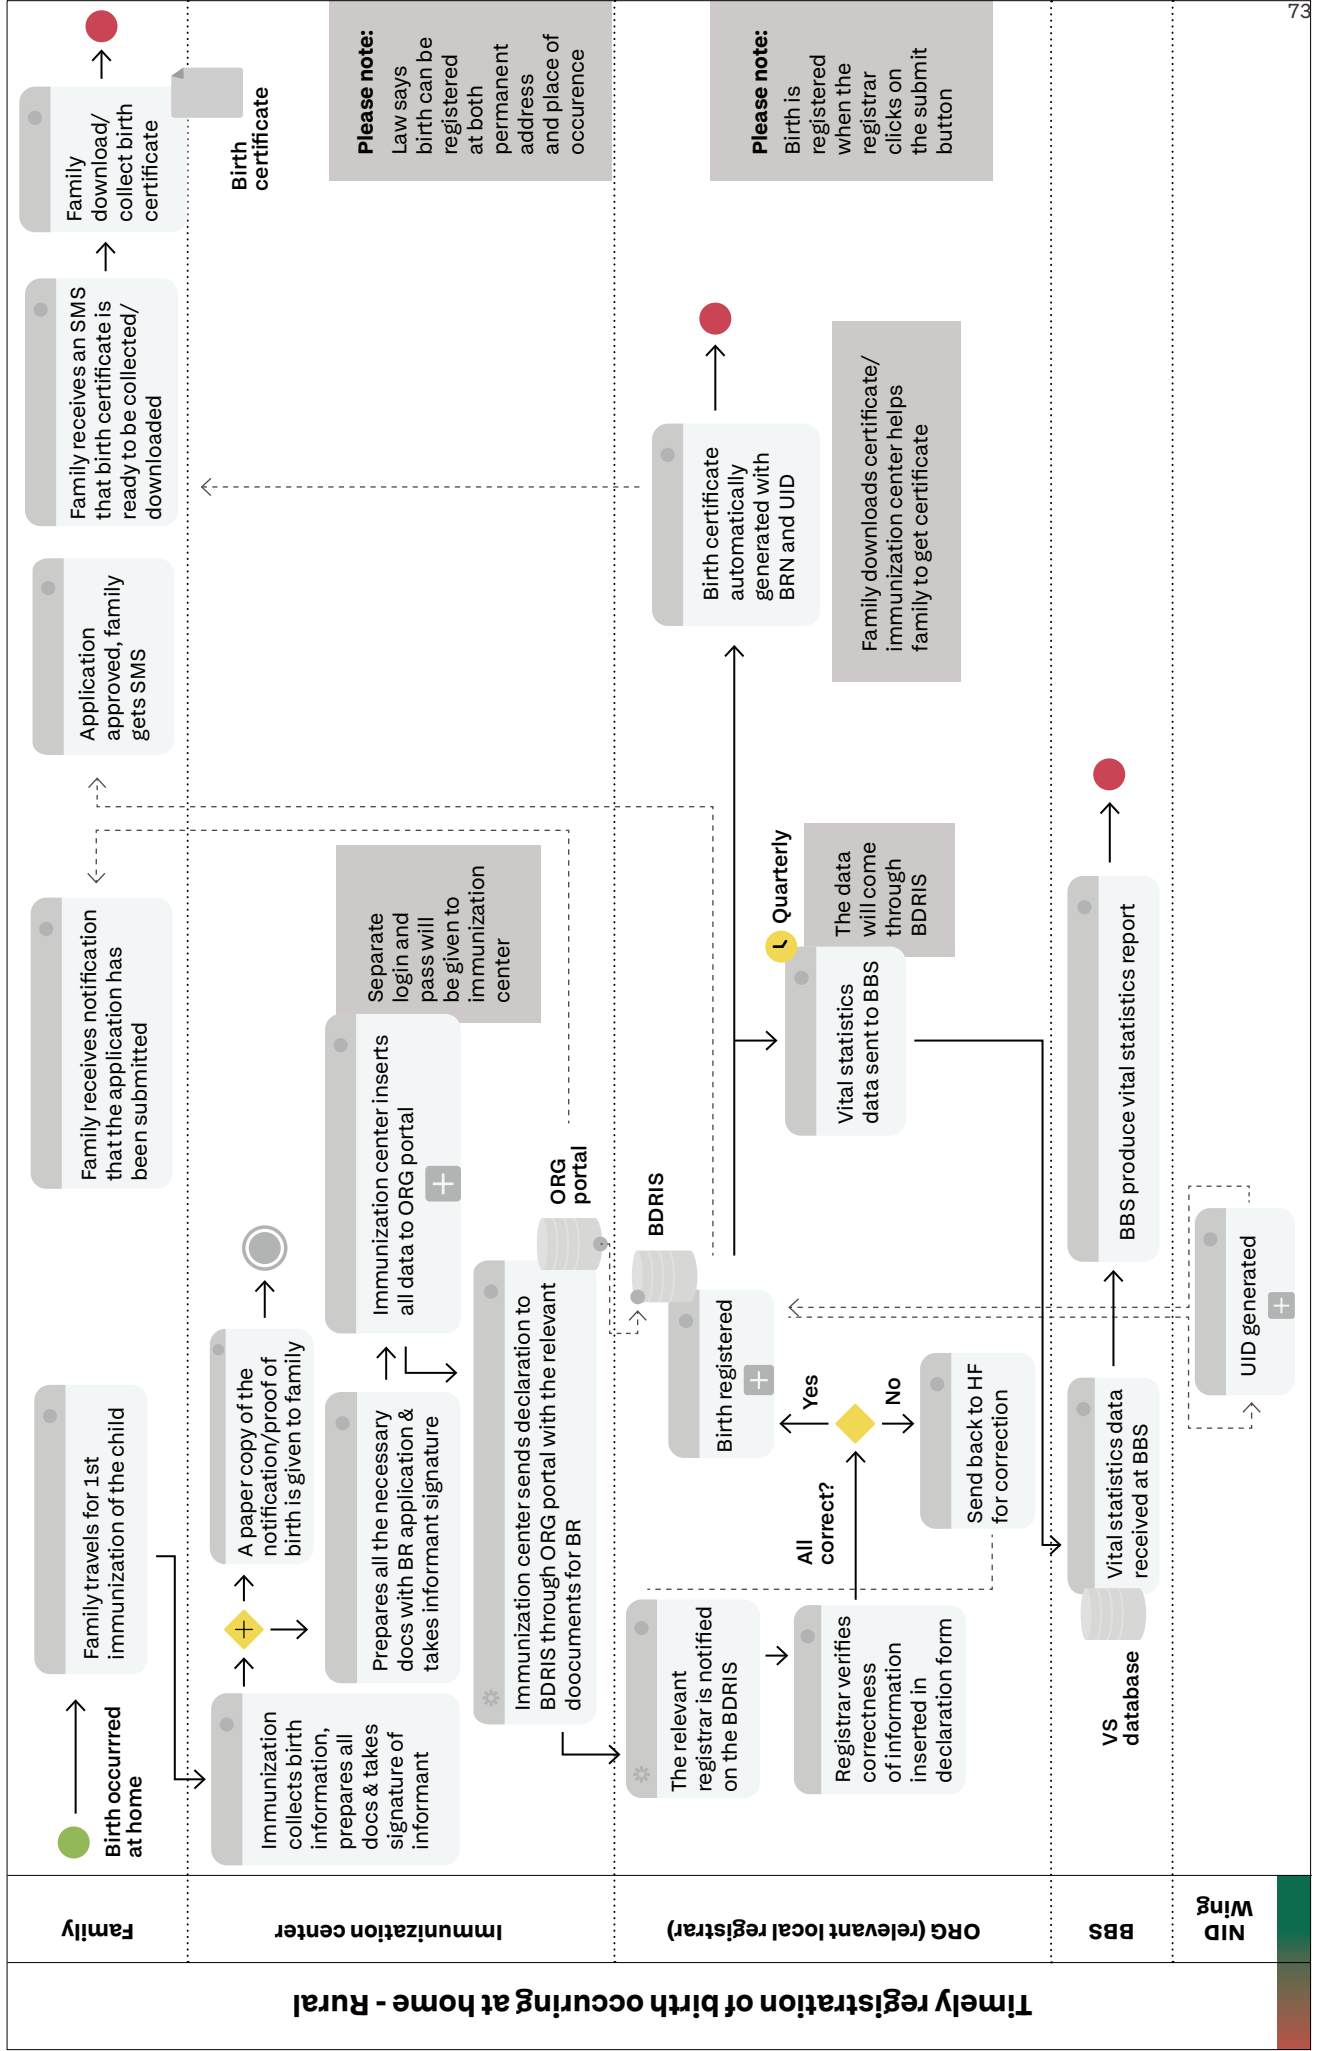 Timely registration of birth occuring at home - Rural
Family
Birth occurrred
at home
Family travels for 1st
immunization of the child
Family receives notification
that the application has
been submitted
Application
approved, family
gets SMS
Family receives an SMS
that birth certificate is
ready to be collected/
downloaded
Family
download/
collect birth
certificate
Birth
certificate
Immunization center
Immunization
collects birth
information,
prepares all
docs & takes
signature of
informant
A paper copy of the
notification/proof of
birth is given to family
Prepares all the necessary
docs with BR application &
takes informant signature
Immunization center inserts
all data to ORG portal
Separate
login and
pass will
be given to
immunization
center
Immunization center sends declaration to
BDRIS through ORG portal with the relevant
doocuments for BR
ORG
portal
Please note:
Law says
birth can be
registered
at both
permanent
address
and place of
occurence
ORG (relevant local registrar)
The relevant
registrar is notified
on the BDRIS
Registrar verifies
correctness
of information
inserted in
declaration form
All
correct?
Yes
No
Birth registered
BDRIS
Send back to HF
for correction
Vital statistics
data sent to BBS
Quarterly
The data
will come
through
BDRIS
Birth certificate
automatically
generated with
BRN and UID
Family downloads certificate/
immunization center helps
family to get certificate
Please note:
Birth is
registered
when the
registrar
clicks on
the submit
button
BBS
VS
database
Vital statistics data
received at BBS
BBS produce vital statistics report
NID
Wing
UID generated
73